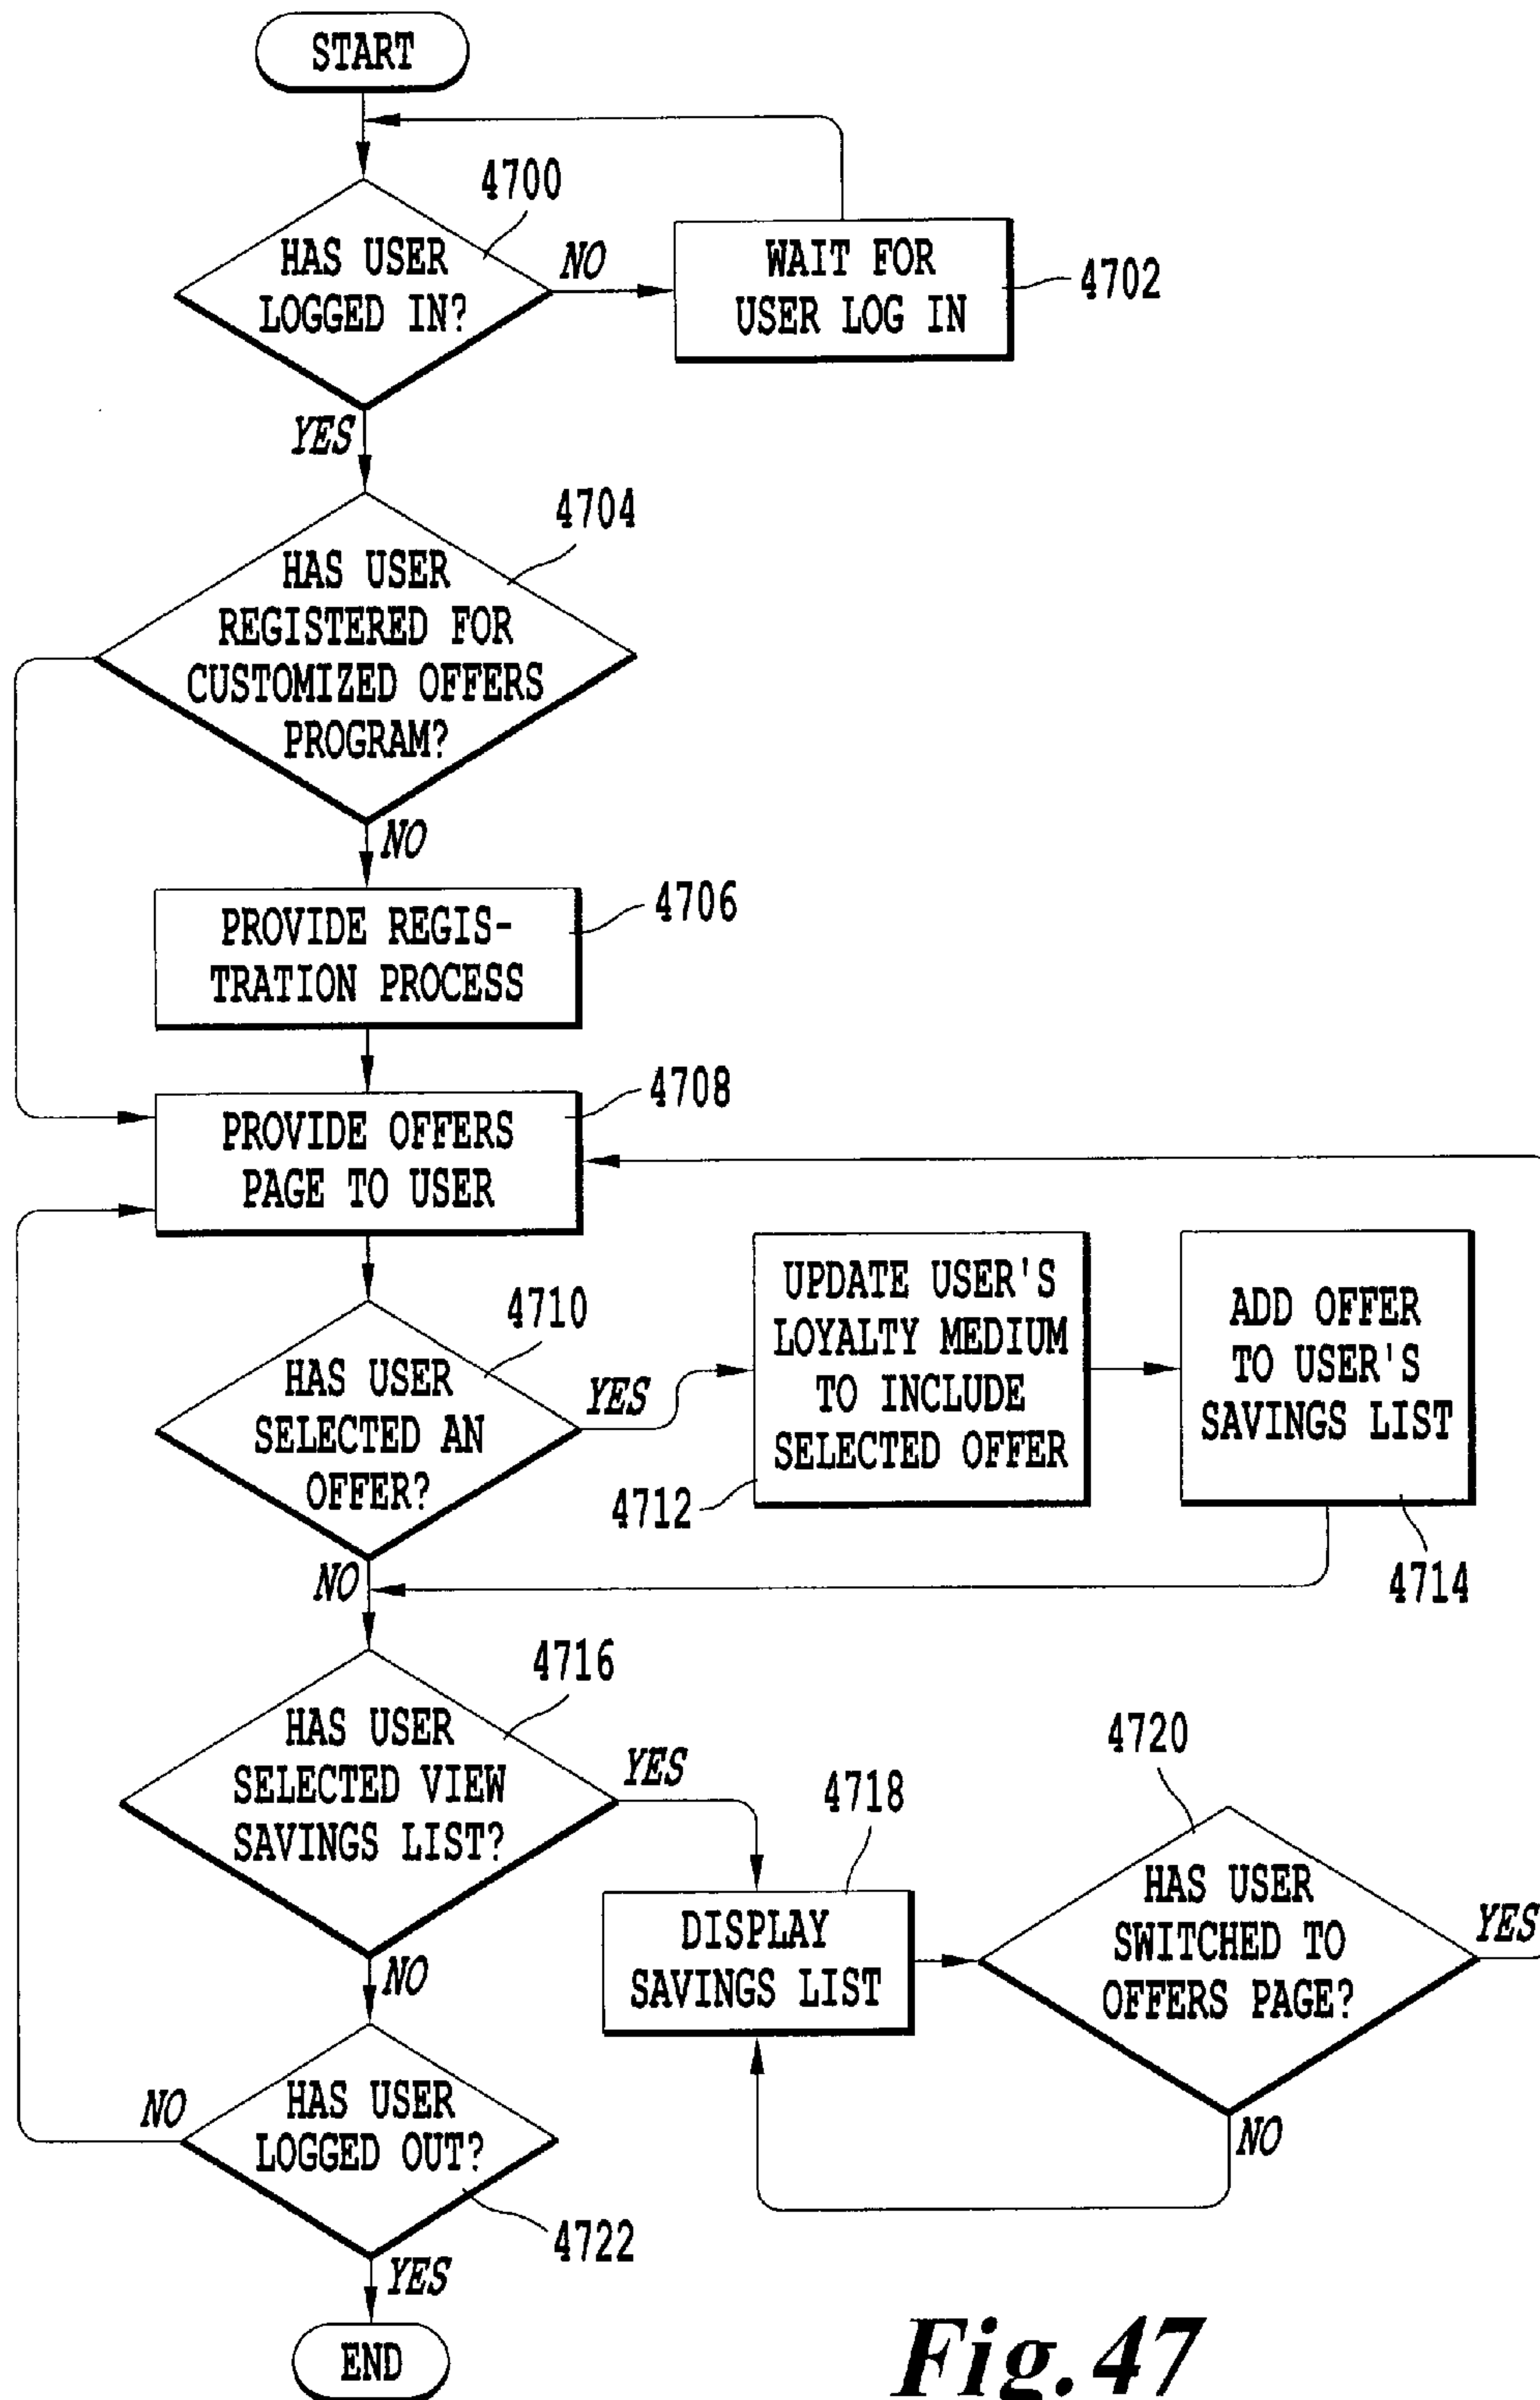 START
4700
HAS USER
LOGGED IN?
NO
WAIT FOR
USER LOG IN
4702
YES
4704
HAS USER
REGISTERED FOR
CUSTOMIZED OFFERS
PROGRAM?
NO
PROVIDE REGIS-
TRATION PROCESS
4706
PROVIDE OFFERS
PAGE TO USER
4708
4710
HAS USER
SELECTED AN
OFFER?
YES
UPDATE USER'S
LOYALTY MEDIUM
TO INCLUDE
SELECTED OFFER
4712
ADD OFFER
TO USER'S
SAVINGS LIST
4714
NO
4716
HAS USER
SELECTED VIEW
SAVINGS LIST?
YES
4718
DISPLAY
SAVINGS LIST
4720
HAS USER
SWITCHED TO
OFFERS PAGE?
YES
NO
NO
HAS USER
LOGGED OUT?
NO
4722
YES
END
Fig.47